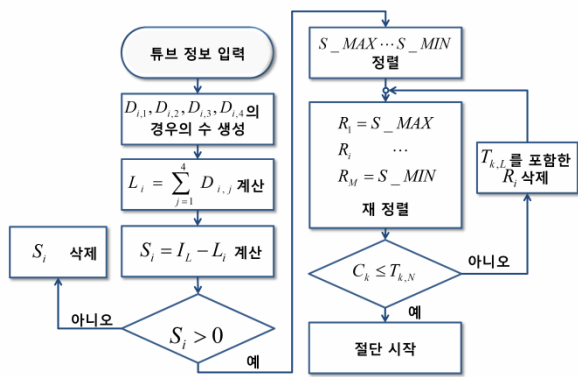 튜브 정보 입력
D_{i,1}, D_{i,2}, D_{i,3}, D_{i,4}의
경우의 수 생성
L_i = \sum_{j=1}^{4} D_{i,j} 계산
S_i = I_L - L_i 계산
S_i 삭제
아니오
S_i > 0
예
S_MAX⋯S_MIN
정렬
R_1 = S_MAX
R_i ⋯
R_M = S_MIN
재 정렬
T_{k,L}를 포함한
R_i 삭제
C_k ≤ T_{k,N}
아니오
예
절단 시작